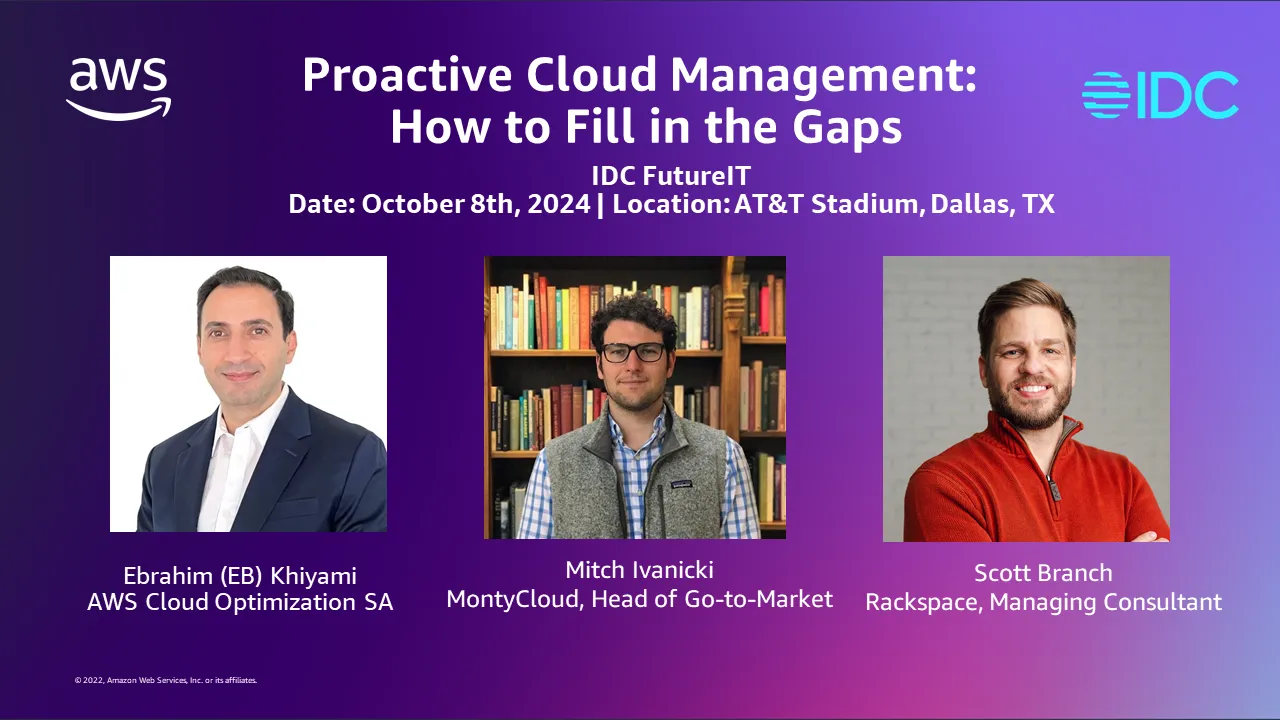 aws
Proactive Cloud Management:
How to Fill in the Gaps
IDC
IDC FutureIT
Date: October 8th, 2024 | Location: AT&T Stadium, Dallas, TX
Ebrahim (EB) Khiyami
AWS Cloud Optimization SA
Mitch Ivanicki
MontyCloud, Head of Go-to-Market
Scott Branch
Rackspace, Managing Consultant
© 2022, Amazon Web Services, Inc. or its affiliates.